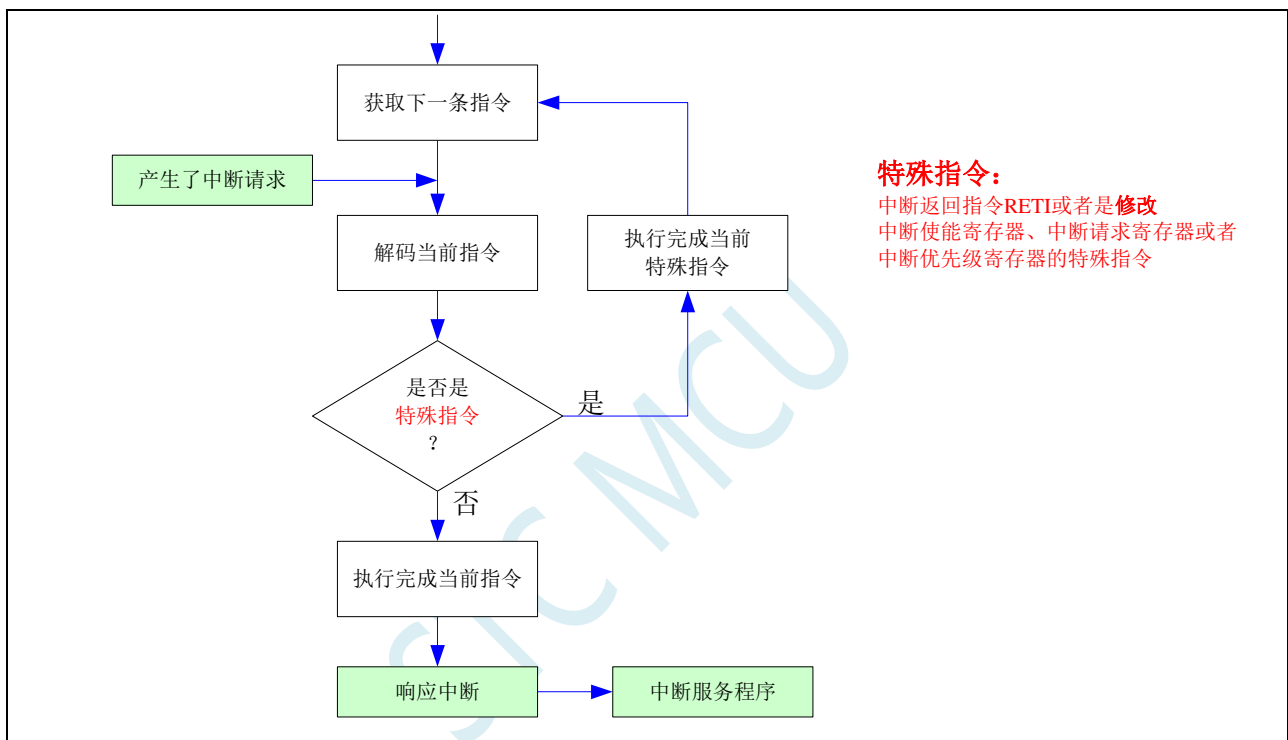 获取下一条指令
产生了中断请求
解码当前指令
执行完成当前
特殊指令
特殊指令：
中断返回指令RETI或者是修改
中断使能寄存器、中断请求寄存器或者
中断优先级寄存器的特殊指令
是否是
特殊指令
？
是
否
执行完成当前指令
响应中断
中断服务程序
STC MCU